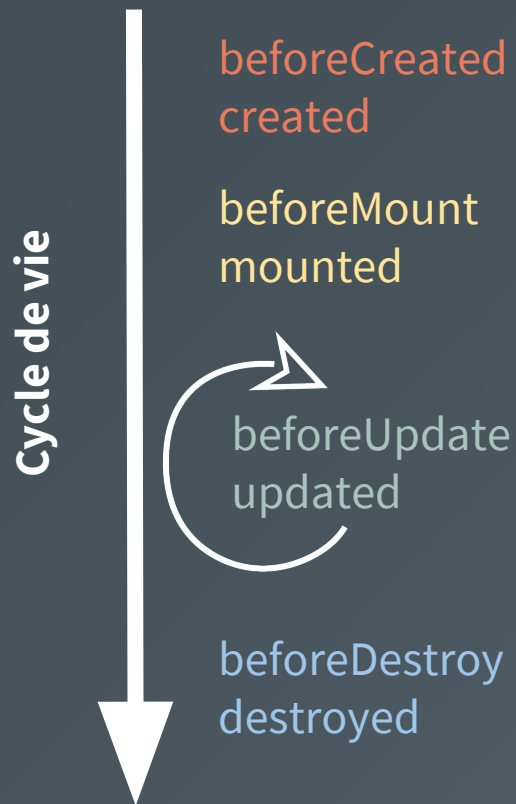 Cycle de vie
beforeCreated
created
beforeMount
mounted
beforeUpdate
updated
beforeDestroy
destroyed